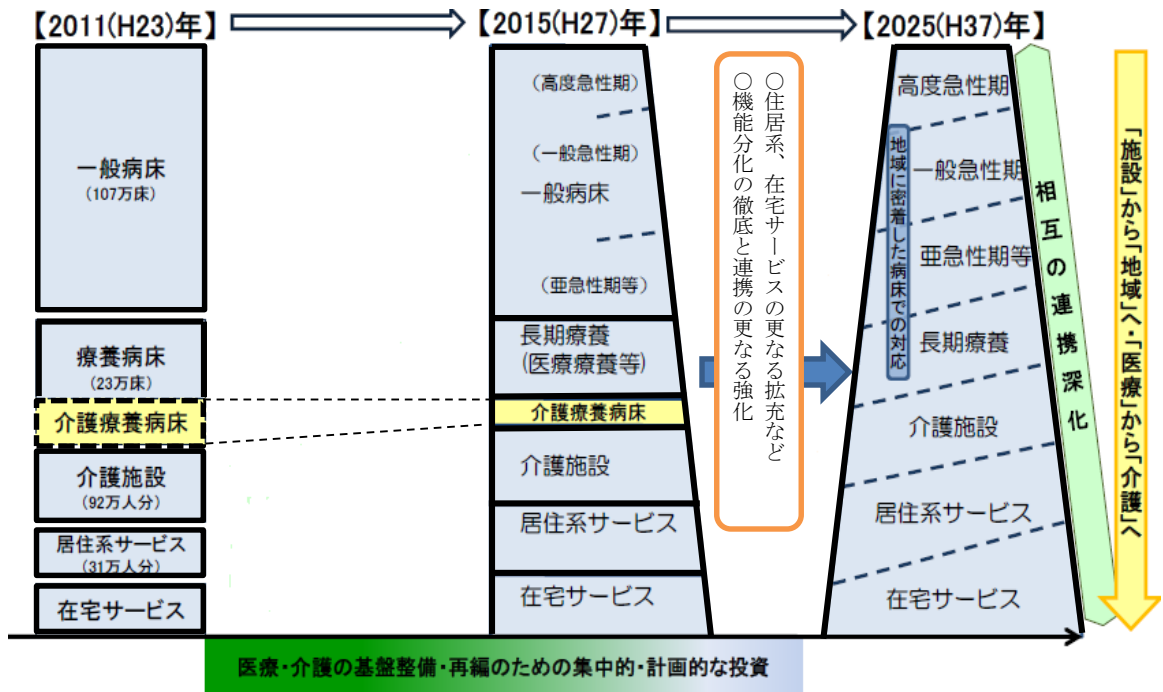 【2011(H23)年】
【2015(H27)年】
【2025(H37)年】
一般病床
(107万床)
療養病床
(23万床)
介護療養病床
介護施設
(92万人分)
居住系サービス
(31万人分)
在宅サービス
(高度急性期)
(一般急性期)
一般病床
(亜急性期等)
長期療養
(医療療養等)
介護療養病床
介護施設
居住系サービス
在宅サービス
○住居系、在宅サービスの更なる拡充など
○機能分化の徹底と連携の更なる強化
高度急性期
一般急性期
亜急性期等
長期療養
介護施設
居住系サービス
在宅サービス
地域に密着した病床での対応
相互の連携深化
「施設」から「地域」へ・「医療」から「介護」へ
医療・介護の基盤整備・再編のための集中的・計画的な投資